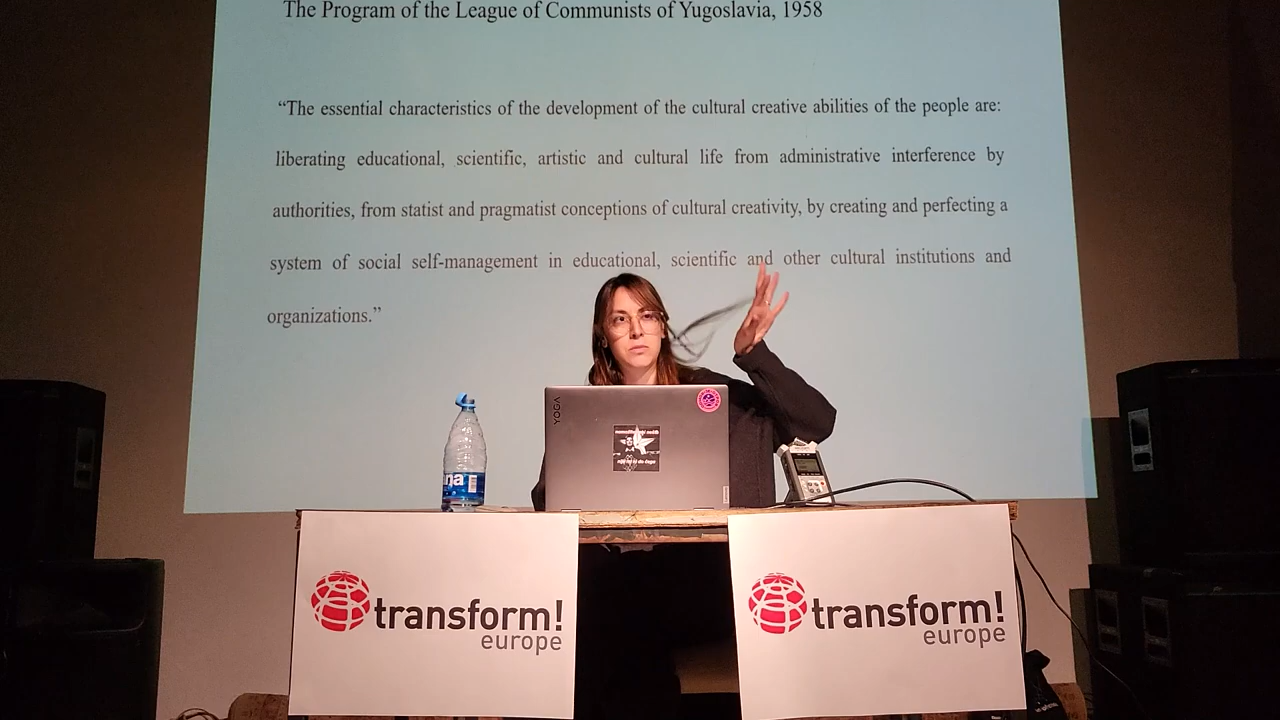 The Program of the League of Communists of Yugoslavia, 1958
“The essential characteristics of the development of the cultural creative abilities of the people are:
liberating educational, scientific, artistic and cultural life from administrative interference by
authorities, from statist and pragmatist conceptions of cultural creativity, by creating and perfecting a
system of social self-management in educational, scientific and other cultural institutions and
organizations.”
YOGA
transform!
europe
transform!
europe